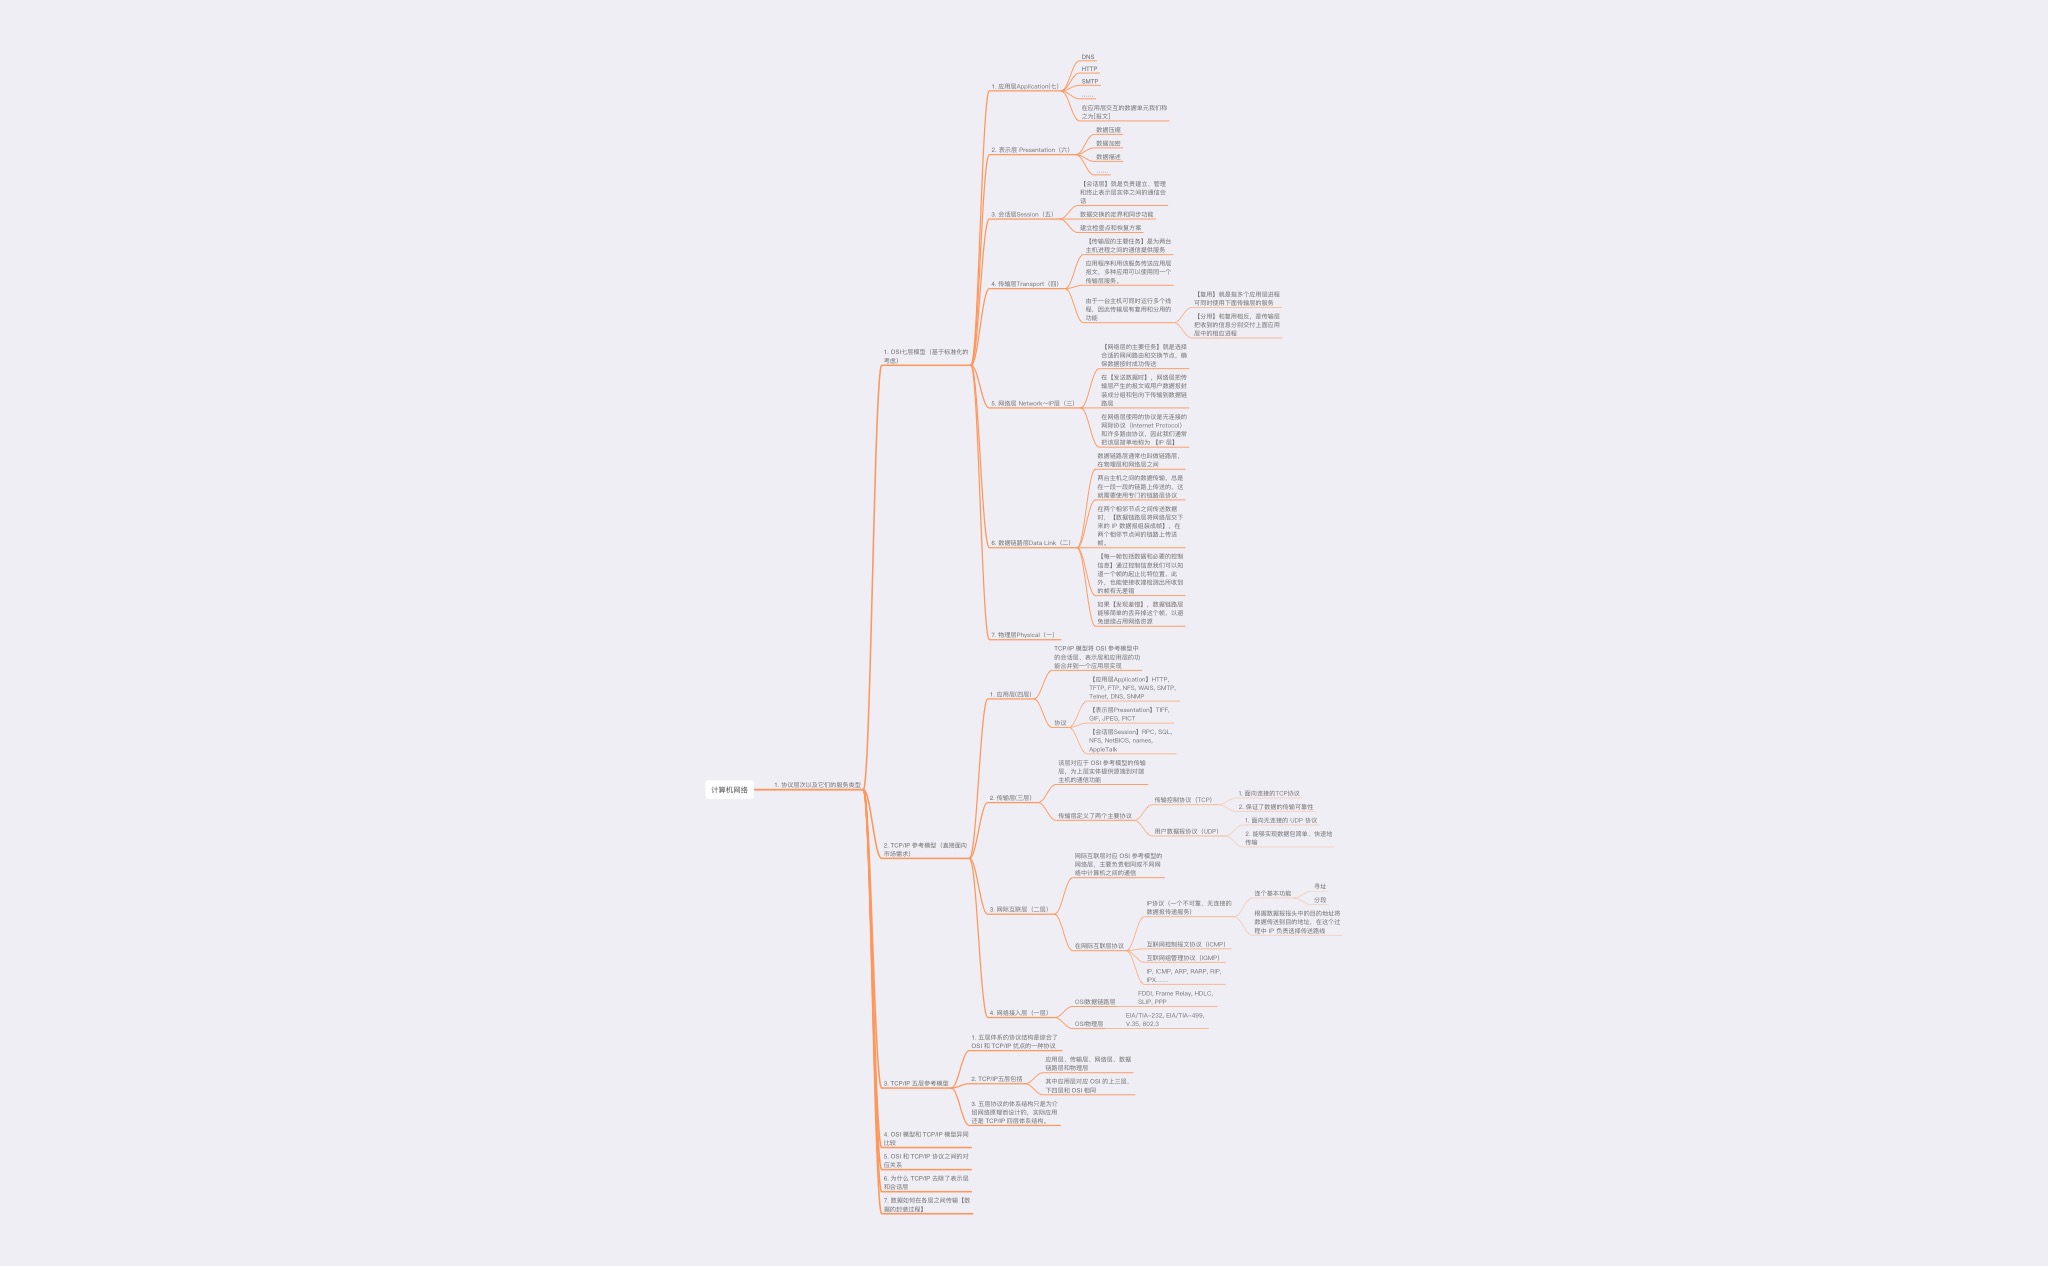 计算机网络
1. 协议层次以及它们的服务类型
1. OSI七层模型（基于标准化的
考虑）
1. 应用层Application(七)
DNS
HTTP
SMTP
……
在应用层交互的数据单元我们称
之为[报文]
2. 表示层 Presentation（六）
数据压缩
数据加密
数据描述
……
3. 会话层Session（五）
【会话层】就是负责建立、管理
和终止表示层实体之间的通信会
话
数据交换的定界和同步功能
建立检查点和恢复方案
4. 传输层Transport（四）
【传输层的主要任务】是为两台
主机进程之间的通信提供服务
应用程序利用该服务传送应用层
报文，多种应用可以使用同一个
传输层服务。
由于一台主机可同时运行多个线
程，因此传输层有复用和分用的
功能
【复用】就是指多个应用层进程
可同时使用下面传输层的服务
【分用】和复用相反，是传输层
把收到的信息分别交付上面应用
层中的相应进程
5. 网络层 Network—IP层（三）
【网络层的主要任务】就是选择
合适的网间路由和交换节点，确
保数据按时成功传送
在【发送数据时】，网络层把传
输层产生的报文或用户数据报封
装成分组和包向下传输到数据链
路层
在网络层使用的协议是无连接的
网际协议（Internet Protocol）
和许多路由协议，因此我们通常
把该层简单地称为 【IP 层】
6. 数据链路层Data Link（二）
数据链路层通常也叫做链路层，
在物理层和网络层之间
两台主机之间的数据传输，总是
在一段一段的链路上传送的，这
就需要使用专门的链路层协议
在两个相邻节点之间传送数据
时，【数据链路层将网络层交下
来的 IP 数据报组装成帧】，在
两个相邻节点间的链路上传送
帧。
【每一帧包括数据和必要的控制
信息】通过控制信息我们可以知
道一个帧的起止比特位置，此
外，也能使接收端检测出所收到
的帧有无差错
如果【发现差错】，数据链路层
能够简单的丢弃掉这个帧，以避
免继续占用网络资源
7. 物理层Physical（一）
2. TCP/IP 参考模型（直接面向
市场需求)
1. 应用层(四层)
TCP/IP 模型将 OSI 参考模型中
的会话层、表示层和应用层的功
能合并到一个应用层实现
协议
【应用层Application】HTTP,
TFTP, FTP, NFS, WAIS, SMTP,
Telnet, DNS, SNMP
【表示层Presentation】TIFF,
GIF, JPEG, PICT
【会话层Session】RPC, SQL,
NFS, NetBIOS, names,
AppleTalk
2. 传输层(三层）
该层对应于 OSI 参考模型的传输
层，为上层实体提供源端到对端
主机的通信功能
传输层定义了两个主要协议
传输控制协议（TCP）
1. 面向连接的TCP协议
2. 保证了数据的传输可靠性
用户数据报协议（UDP）
1. 面向无连接的 UDP 协议
2. 能够实现数据包简单、快速地
传输
3. 网际互联层（二层）
网际互联层对应 OSI 参考模型的
网络层，主要负责相同或不同网
络中计算机之间的通信
在网际互联层协议
IP协议（一个不可靠、无连接的
数据报传递服务）
逐个基本功能
寻址
分段
根据数据报报头中的目的地址将
数据传送到目的地址，在这个过
程中 IP 负责选择传送路线
互联网控制报文协议（ICMP）
互联网组管理协议（IGMP）
IP, ICMP, ARP, RARP, RIP,
IPX……
4. 网络接入层（一层）
OSI数据链路层
FDDI, Frame Relay, HDLC,
SLIP, PPP
OSI物理层
EIA/TIA-232, EIA/TIA-499,
V.35, 802.3
3. TCP/IP 五层参考模型
1. 五层体系的协议结构是综合了
OSI 和 TCP/IP 优点的一种协议
2. TCP/IP五层包括
应用层、传输层、网络层、数据
链路层和物理层
其中应用层对应 OSI 的上三层，
下四层和 OSI 相同
3. 五层协议的体系结构只是为介
绍网络原理而设计的，实际应用
还是 TCP/IP 四层体系结构。
4. OSI 模型和 TCP/IP 模型异同
比较
5. OSI 和 TCP/IP 协议之间的对
应关系
6. 为什么 TCP/IP 去除了表示层
和会话层
7. 数据如何在各层之间传输【数
据的封装过程】